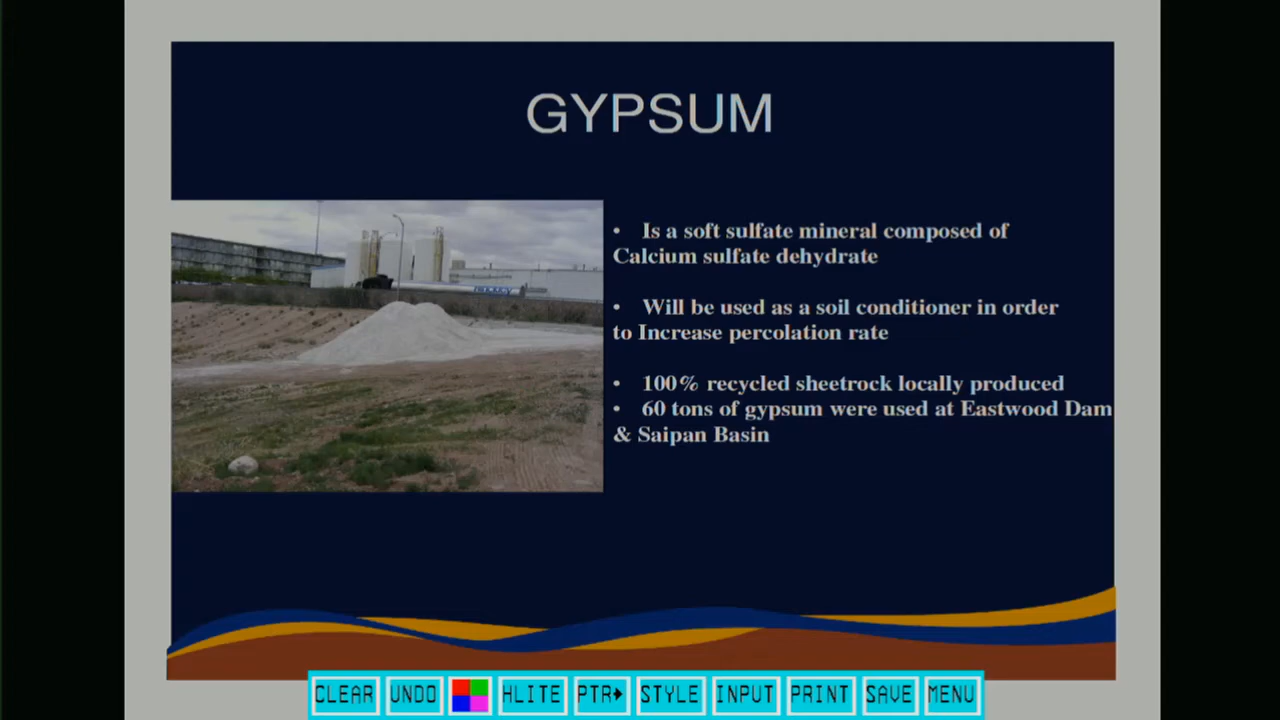 GYPSUM
• Is a soft sulfate mineral composed of
Calcium sulfate dehydrate
• Will be used as a soil conditioner in order
to Increase percolation rate
• 100% recycled sheetrock locally produced
• 60 tons of gypsum were used at Eastwood Dam
& Saipan Basin
CLEAR UNDO HLITE PTR STYLE INPUT PRINT SAVE MENU